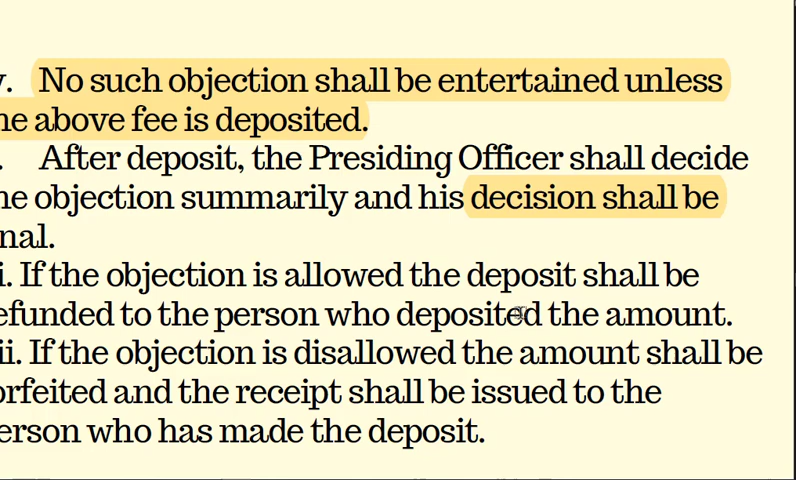 v. No such objection shall be entertained unless
he above fee is deposited.
. After deposit, the Presiding Officer shall decide
he objection summarily and his decision shall be
nal.
i. If the objection is allowed the deposit shall be
efunded to the person who deposited the amount.
ii. If the objection is disallowed the amount shall be
orfeited and the receipt shall be issued to the
erson who has made the deposit.